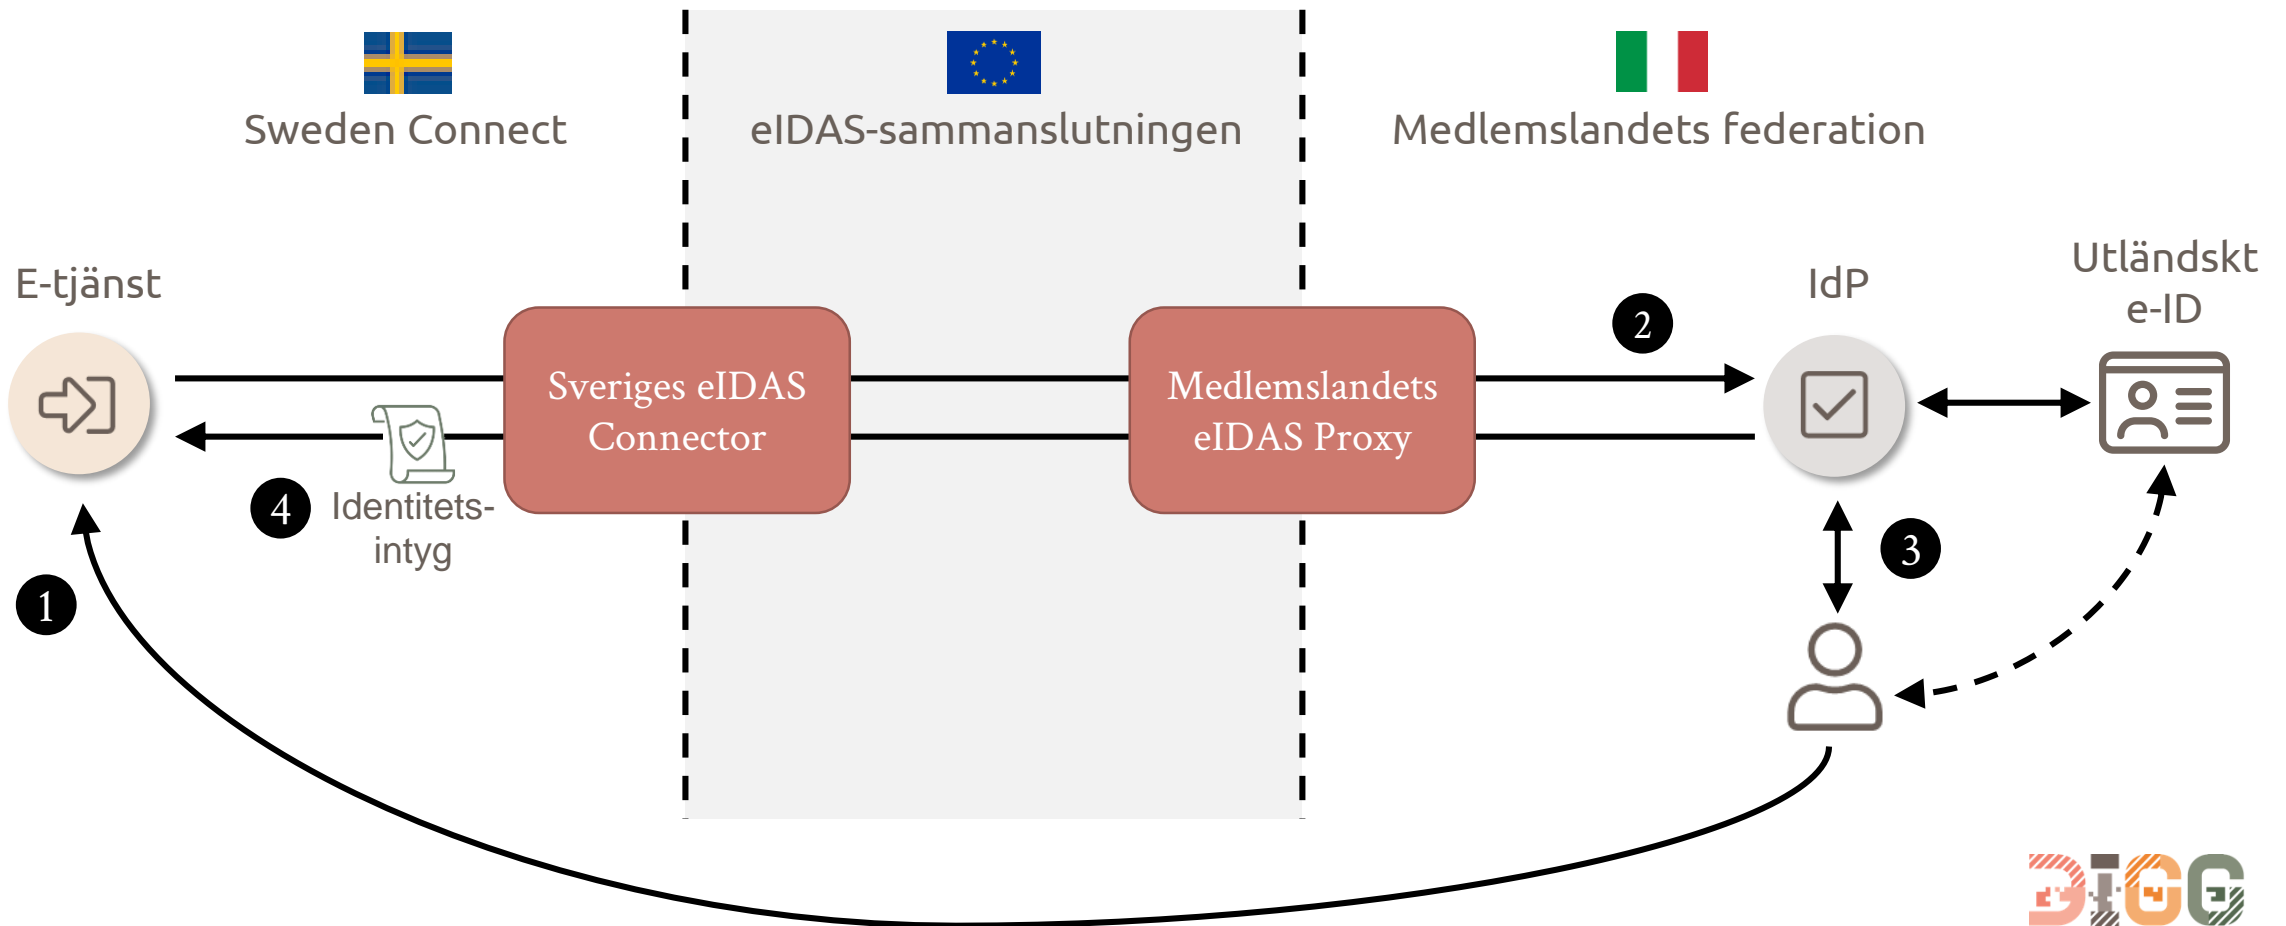 Sweden Connect
eIDAS-sammanslutningen
Medlemslandets federation
E-tjänst
IdP
Utländskt
e-ID
2
Sveriges eIDAS
Connector
Medlemslandets
eIDAS Proxy
4
Identitets-
intyg
3
1
DIGG